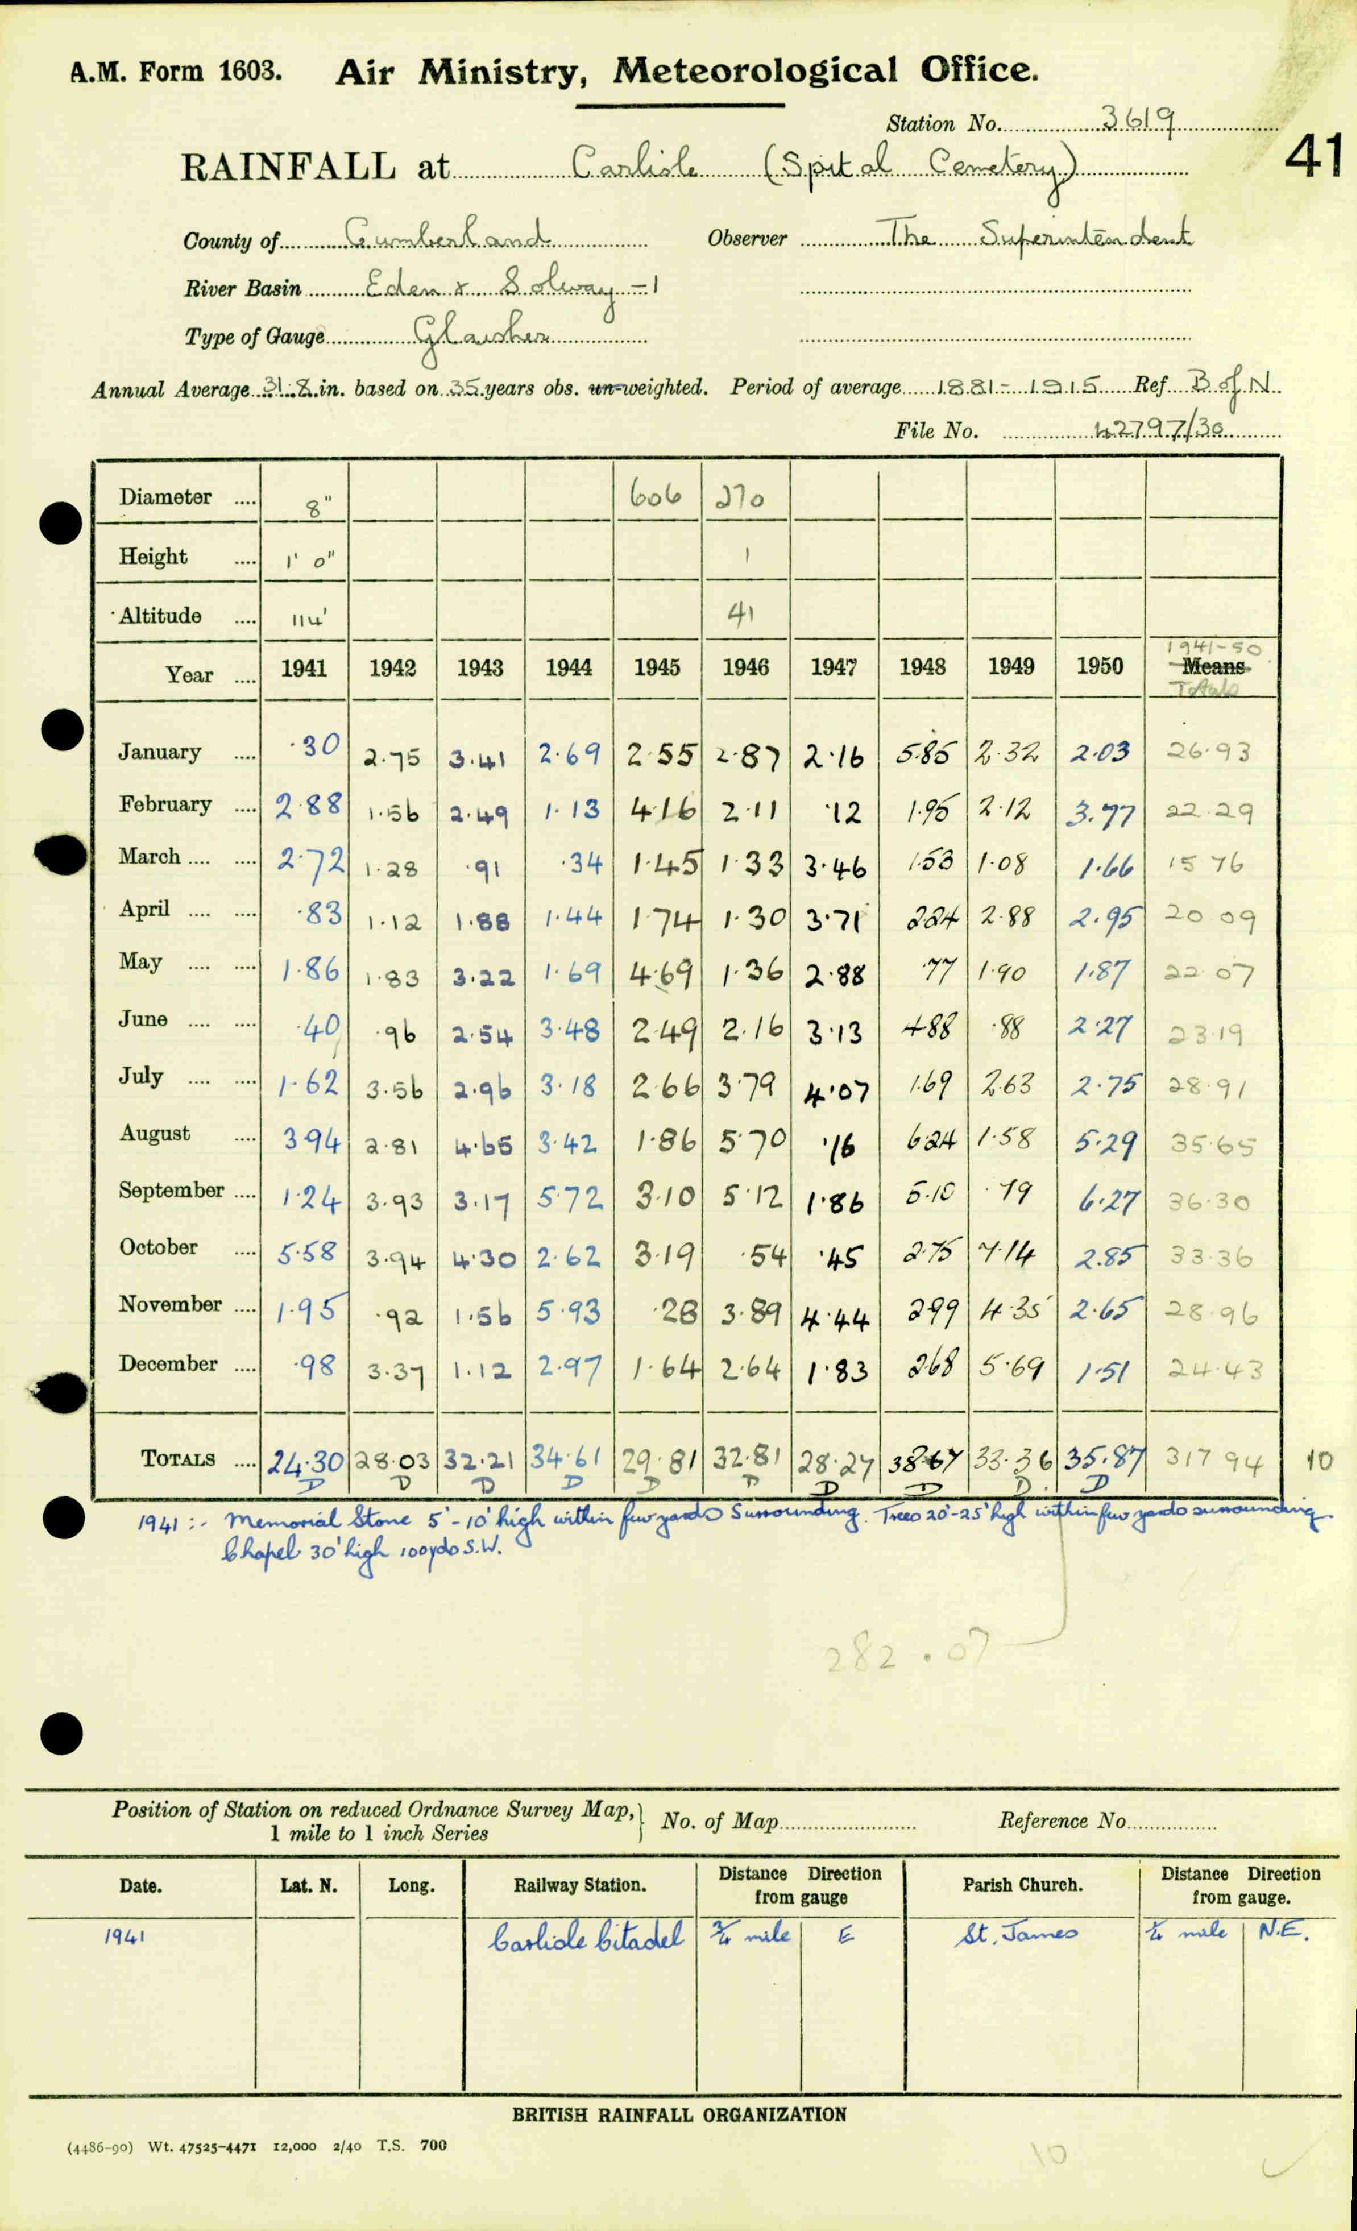 A.M. Form 1603. Air Ministry, Meteorological Office.
Station No. 3619
41
RAINFALL at Carlisle (Spital Cemetery)
County of Cumberland Observer The Superintendent
River Basin Eden & Solway - 1
Type of Gauge Glaisher
Annual Average 31.8 in. based on 35 years obs. un-weighted. Period of average 1881 - 1915 Ref B of N
File No. 42797/30
Diameter .... 8" 606 270
Height .... 1' 0" 1
Altitude .... 114' 41
1941-50
Year .... 1941 1942 1943 1944 1945 1946 1947 1948 1949 1950 Means
Totals
January .... .30 2.75 3.41 2.69 2.55 2.87 2.16 5.85 2.32 2.03 26.93
February .... 2.88 1.56 2.49 1.13 4.16 2.11 .12 1.95 2.12 3.77 22.29
March .... .... 2.72 1.28 .91 .34 1.45 1.33 3.46 1.53 1.08 1.66 15 76
April .... .... .83 1.12 1.88 1.44 1.74 1.30 3.71 2.24 2.88 2.95 20 09
May .... .... 1.86 1.83 3.22 1.69 4.69 1.36 2.88 .77 1.90 1.87 22.07
June .... .... .40 .96 2.54 3.48 2.49 2.16 3.13 4.88 .88 2.27 23.19
July .... .... 1.62 3.56 2.96 3.18 2.66 3.79 4.07 1.69 2.63 2.75 28.91
August .... 3.94 2.81 4.65 3.42 1.86 5.70 .16 6.24 1.58 5.29 35.65
September .... 1.24 3.93 3.17 5.72 3.10 5.12 1.86 5.10 .79 6.27 36.30
October .... 5.58 3.94 4.30 2.62 3.19 .54 .45 2.75 7.14 2.85 33.36
November .... 1.95 .92 1.56 5.93 .28 3.89 4.44 2.99 4.35 2.65 28.96
December .... .98 3.37 1.12 2.97 1.64 2.64 1.83 2.68 5.69 1.51 24.43
TOTALS .... 24.30 28.03 32.21 34.61 29.81 32.81 28.27 38.67 33.36 35.87 317 94 10
D D D D D D D D D. D
1941 :- Memorial Stone 5'-10' high within few yards Surrounding. Trees 20'-25' high within few yards surrounding
Chapel 30' high 100 yds S.W.
282.07
Position of Station on reduced Ordnance Survey Map, 1 mile to 1 inch Series No. of Map Reference No.
Date. Lat. N. Long. Railway Station. Distance from gauge Direction Parish Church. Distance from gauge. Direction
1941 Carlisle Citadel 3/4 mile E St. James 1/4 mile N.E.
BRITISH RAINFALL ORGANIZATION
(4486-90) Wt. 47525-4471 12,000 2/40 T.S. 700
10